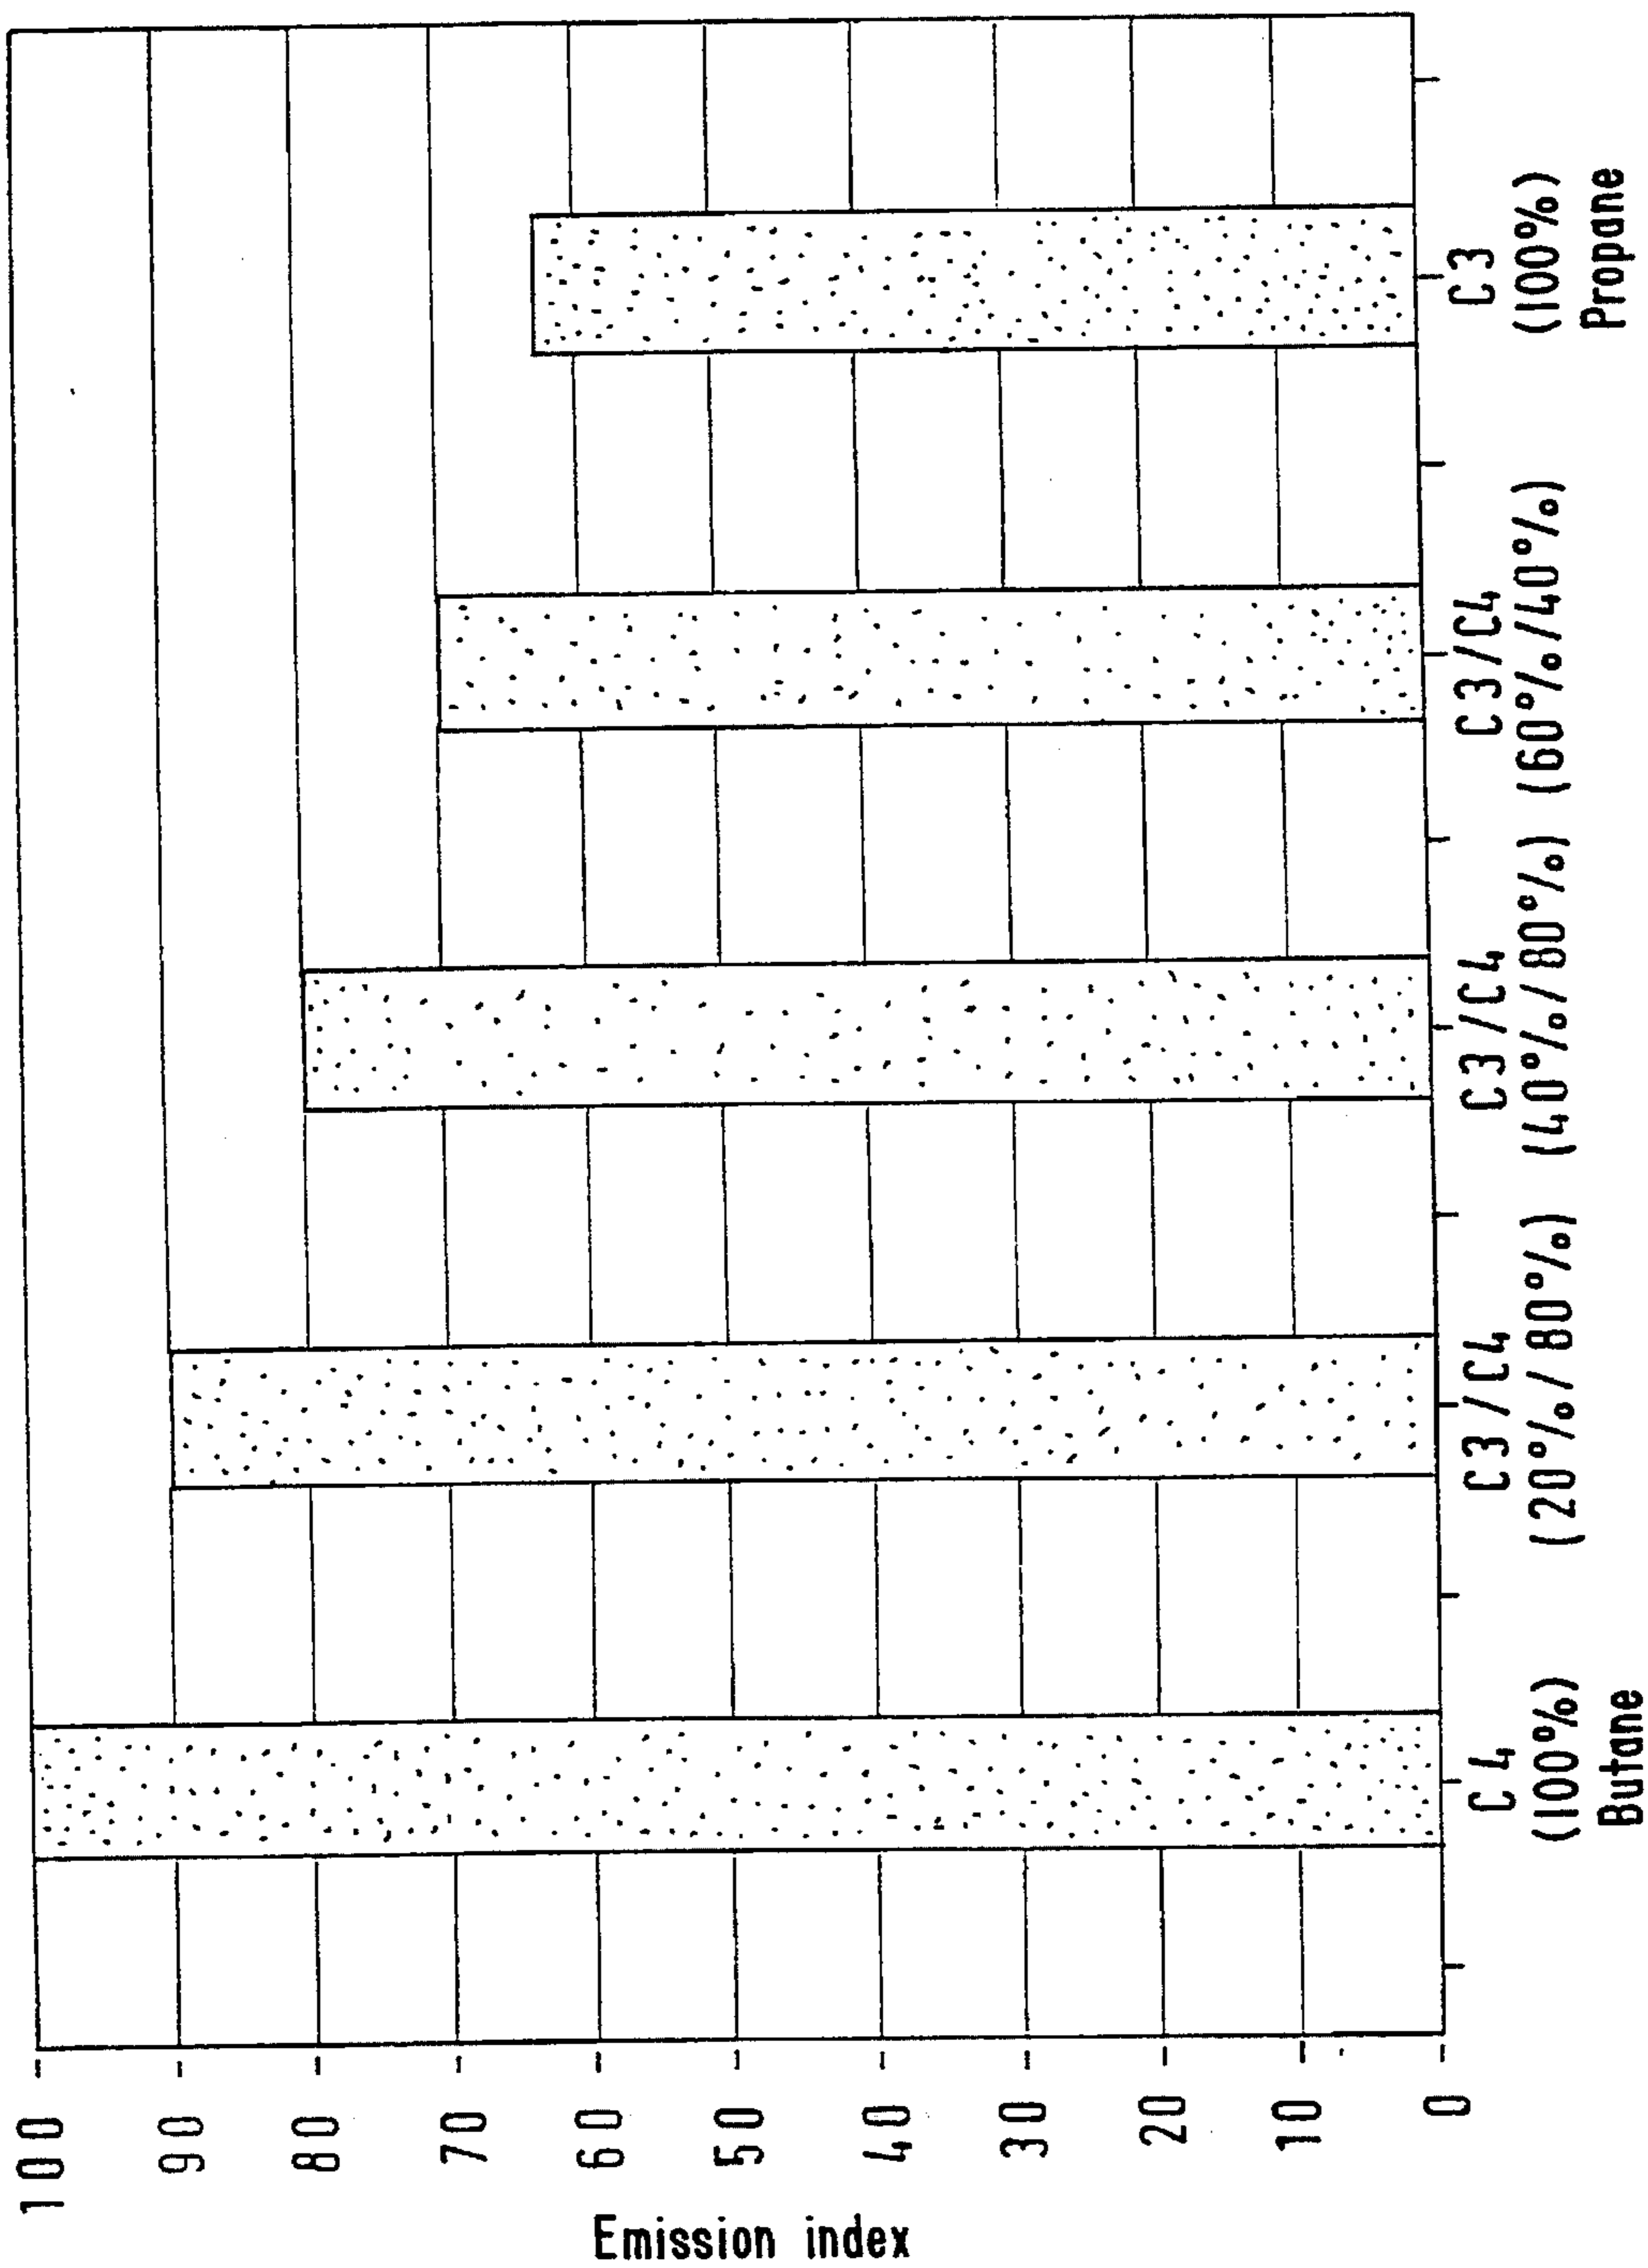 Emission index
100
90
80
70
60
50
40
30
20
10
0
C4
(100%)
Butane
C3/C4
(20%/80%)
C3/C4
(40%/80%)
C3/C4
(60%/40%)
C3
(100%)
Propane